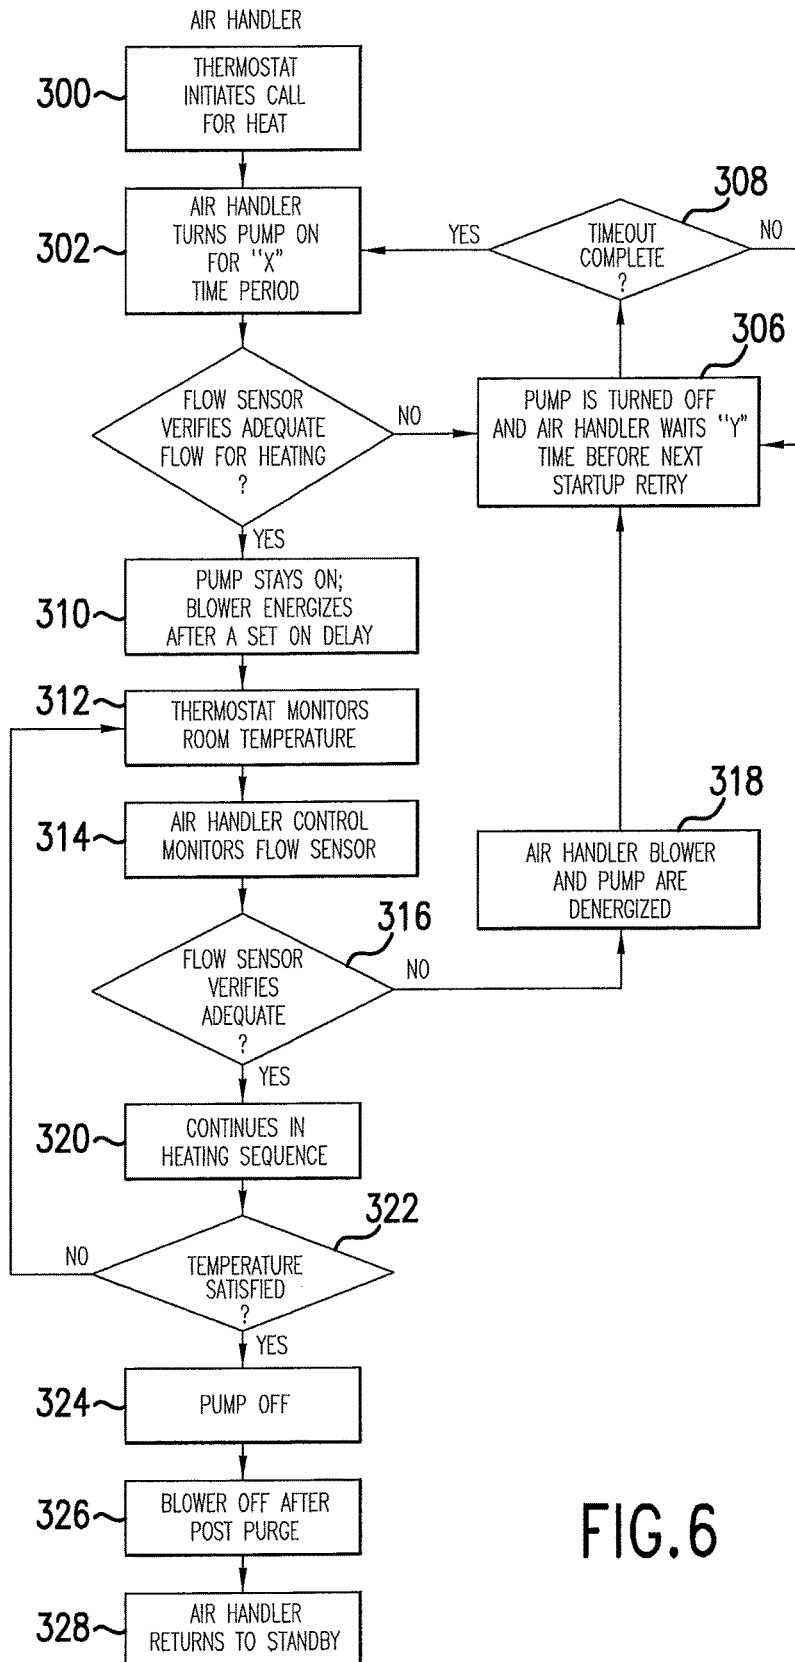 AIR HANDLER
300
THERMOSTAT
INITIATES CALL
FOR HEAT
302
AIR HANDLER
TURNS PUMP ON
FOR "X"
TIME PERIOD
308
YES
TIMEOUT
COMPLETE
?
NO
306
FLOW SENSOR
VERIFIES ADEQUATE
FLOW FOR HEATING
?
NO
PUMP IS TURNED OFF
AND AIR HANDLER WAITS "Y"
TIME BEFORE NEXT
STARTUP RETRY
YES
310
PUMP STAYS ON;
BLOWER ENERGIZES
AFTER A SET ON DELAY
312
THERMOSTAT MONITORS
ROOM TEMPERATURE
314
AIR HANDLER CONTROL
MONITORS FLOW SENSOR
318
AIR HANDLER BLOWER
AND PUMP ARE
DENERGIZED
316
FLOW SENSOR
VERIFIES
ADEQUATE
?
NO
YES
320
CONTINUES IN
HEATING SEQUENCE
322
NO
TEMPERATURE
SATISFIED
?
YES
324
PUMP OFF
326
BLOWER OFF AFTER
POST PURGE
328
AIR HANDLER
RETURNS TO STANDBY
FIG.6